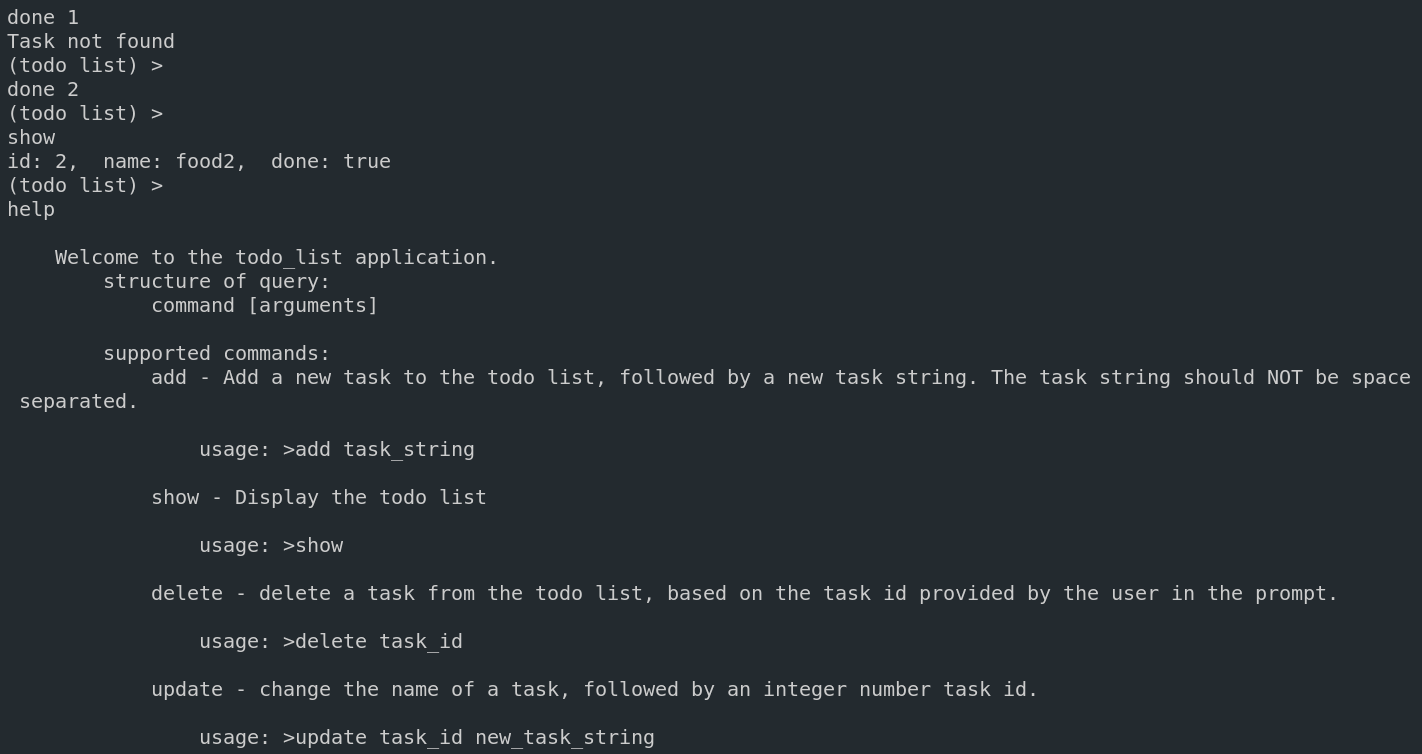 done 1
Task not found
(todo list) >
done 2
(todo list) >
show
id: 2,  name: food2,  done: true
(todo list) >
help

    Welcome to the todo_list application.
        structure of query:
            command [arguments]

        supported commands:
            add - Add a new task to the todo list, followed by a new task string. The task string should NOT be space
 separated.

                usage: >add task_string

            show - Display the todo list

                usage: >show

            delete - delete a task from the todo list, based on the task id provided by the user in the prompt.

                usage: >delete task_id

            update - change the name of a task, followed by an integer number task id.

                usage: >update task_id new_task_string